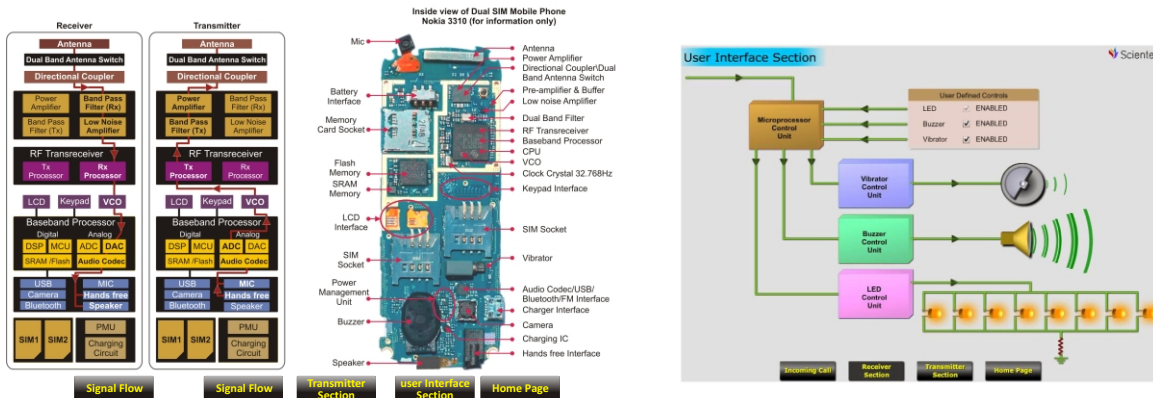 Receiver
Antenna
Dual Band Antenna Switch
Directional Coupler
Power
Amplifier
Band Pass
Filter (Rx)
Band Pass
Filter (Tx)
Low Noise
Amplifier
RF Transreceiver
Tx
Processor
Rx
Processor
LCD
Keypad
VCO
Baseband Processor
Digital
Analog
DSP
MCU
ADC
DAC
SRAM /Flash
Audio Codec
USB
Camera
Bluetooth
MIC
Hands free
Speaker
SIM1
SIM2
PMU
Charging
Circuit
Transmitter
Antenna
Dual Band Antenna Switch
Directional Coupler
Power
Amplifier
Band Pass
Filter (Rx)
Band Pass
Filter (Tx)
Low Noise
Amplifier
RF Transreceiver
Tx
Processor
Rx
Processor
LCD
Keypad
VCO
Baseband Processor
Digital
Analog
DSP
MCU
ADC
DAC
SRAM /Flash
Audio Codec
USB
Camera
Bluetooth
MIC
Hands free
Speaker
SIM1
SIM2
PMU
Charging
Circuit
Inside view of Dual SIM Mobile Phone
Nokia 3310 (for information only)
Mic
Battery
Interface
Memory
Card Socket
Flash
Memory
SRAM
Memory
LCD
Interface
SIM
Socket
Power
Management
Unit
Buzzer
Speaker
Antenna
Power Amplifier
Directional Coupler\Dual
Band Antenna Switch
Pre-amplifier & Buffer
Low noise Amplifier
Dual Band Filter
RF Transreceiver
Baseband Processor
CPU
VCO
Clock Crystal 32.768Hz
Keypad Interface
SIM Socket
Vibrator
Audio Codec/USB/
Bluetooth/FM Interface
Charger Interface
Camera
Charging IC
Hands free Interface
Signal Flow
Signal Flow
Transmitter
Section
user Interface
Section
Home Page
User Interface Section
Sciente
User Defined Controls
LED
ENABLED
Buzzer
ENABLED
Vibrator
ENABLED
Microprocessor
Control
Unit
Vibrator
Control
Unit
Buzzer
Control
Unit
LED
Control
Unit
Incoming Call
Receiver
Section
Transmitter
Section
Home Page